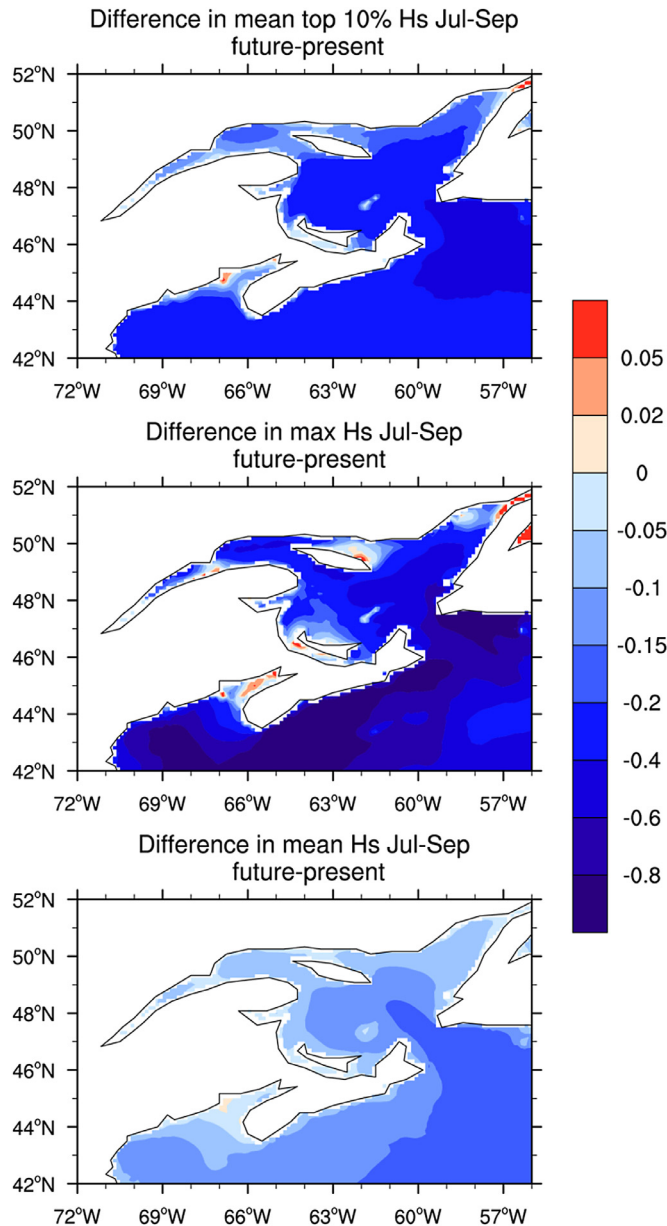 Difference in mean top 10% Hs Jul-Sep
future-present
52°N
50°N
48°N
46°N
44°N
42°N
72°W 69°W 66°W 63°W 60°W 57°W
Difference in max Hs Jul-Sep
future-present
52°N
50°N
48°N
46°N
44°N
42°N
72°W 69°W 66°W 63°W 60°W 57°W
Difference in mean Hs Jul-Sep
future-present
52°N
50°N
48°N
46°N
44°N
42°N
72°W 69°W 66°W 63°W 60°W 57°W
0.05
0.02
0
-0.05
-0.1
-0.15
-0.2
-0.4
-0.6
-0.8